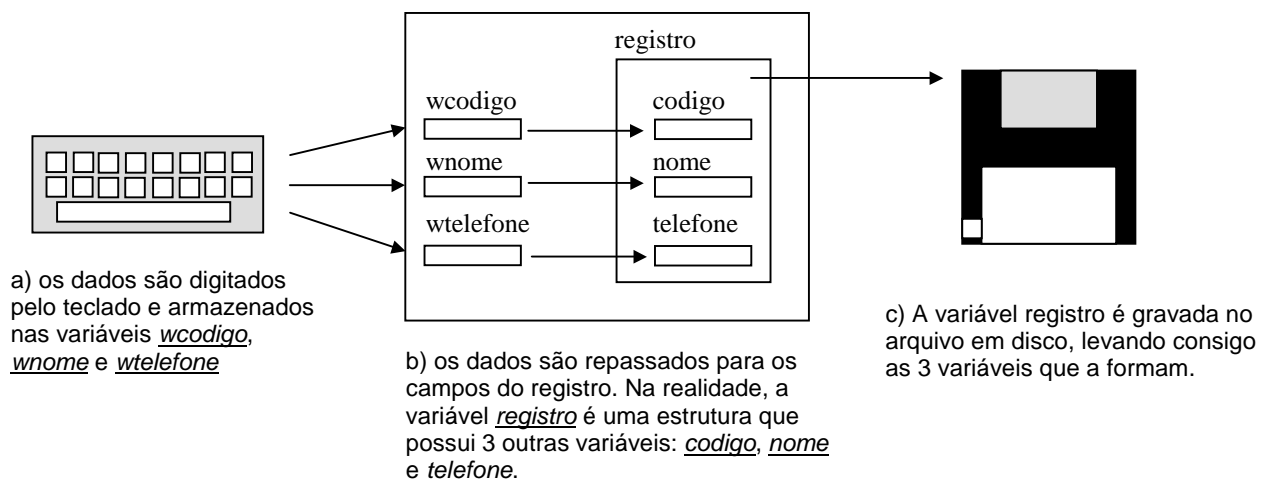 registro
wcodigo
codigo
wnome
nome
wtelefone
telefone
a) os dados são digitados
pelo teclado e armazenados
nas variáveis wcodigo,
wnome e wtelefone
b) os dados são repassados para os
campos do registro. Na realidade, a
variável registro é uma estrutura que
possui 3 outras variáveis: codigo, nome
e telefone.
c) A variável registro é gravada no
arquivo em disco, levando consigo
as 3 variáveis que a formam.